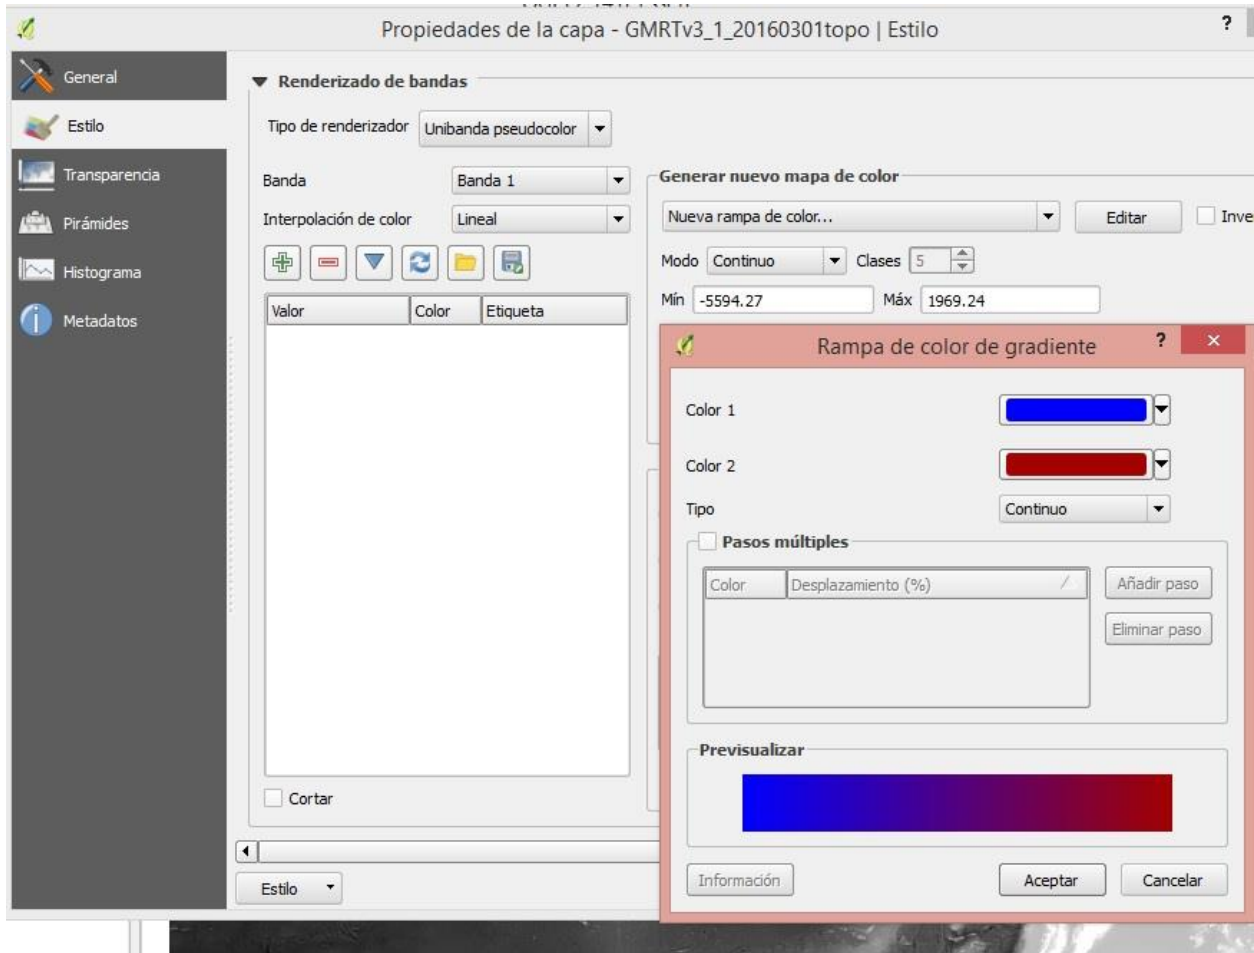 Propiedades de la capa - GMRTv3_1_20160301topo | Estilo
?
General
Estilo
Transparencia
Pirámides
Histograma
Metadatos
Renderizado de bandas
Tipo de renderizador Unibanda pseudocolor
Banda Banda 1
Interpolación de color Lineal
Valor Color Etiqueta
Cortar
Estilo
Generar nuevo mapa de color
Nueva rampa de color... Editar Inve
Modo Continuo Clases 5
Mín -5594.27 Máx 1969.24
Rampa de color de gradiente ? ×
Color 1
Color 2
Tipo Continuo
Pasos múltiples
Color Desplazamiento (%) Añadir paso
Eliminar paso
Previsualizar
Información Aceptar Cancelar